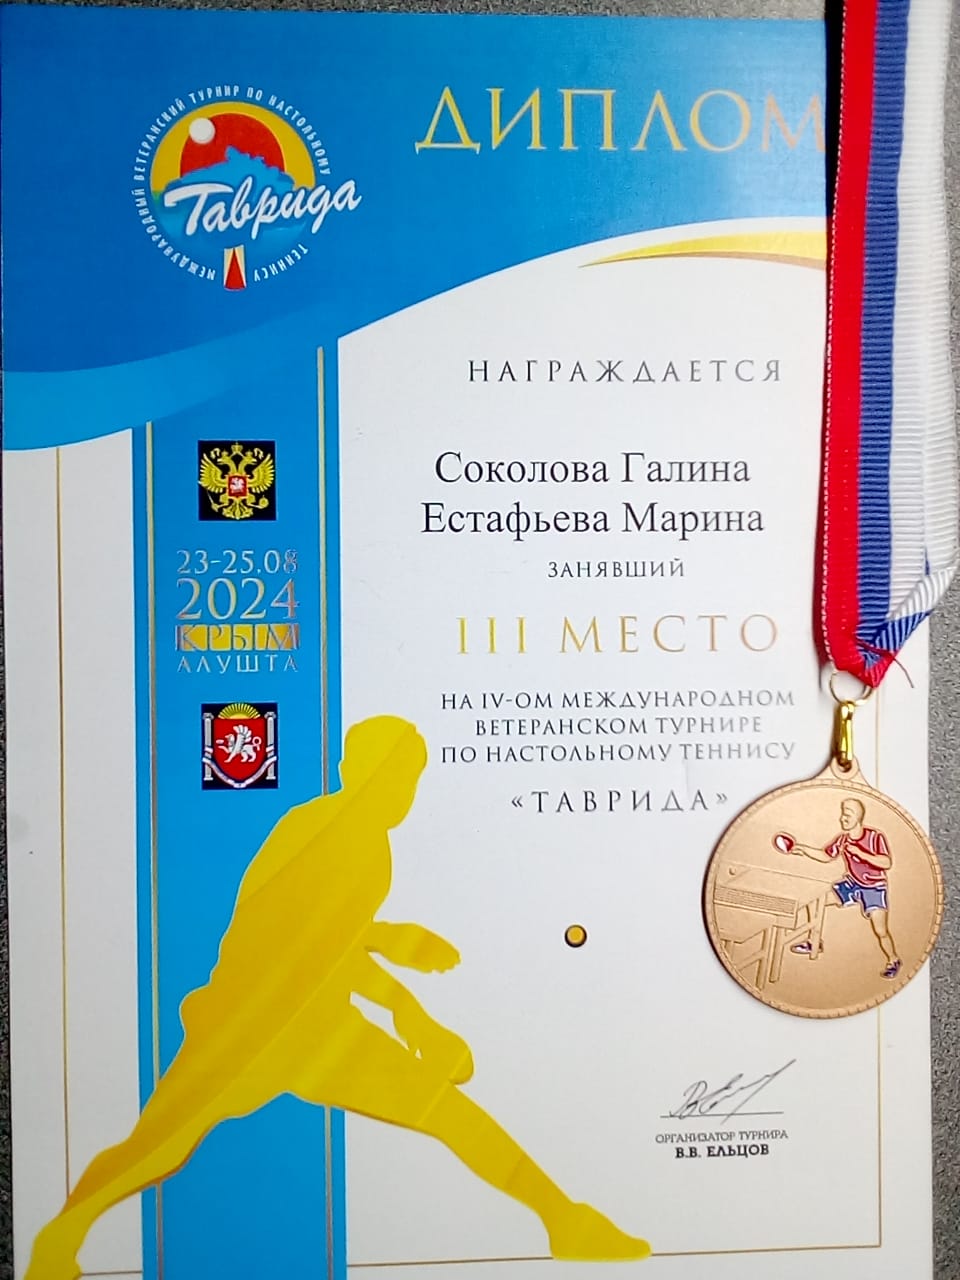 ДИПЛОМ
МЕЖДУНАРОДНЫЙ ВЕТЕРАНСКИЙ ТУРНИР ПО НАСТОЛЬНОМУ ТЕННИСУ
Таврида
НАГРАЖДАЕТСЯ
Соколова Галина
Естафьева Марина
ЗАНЯВШИЙ
III МЕСТО
НА IV-ОМ МЕЖДУНАРОДНОМ
ВЕТЕРАНСКОМ ТУРНИРЕ
ПО НАСТОЛЬНОМУ ТЕННИСУ
«ТАВРИДА»
23-25.08
2024
КРЫМ
АЛУШТА
ОРГАНИЗАТОР ТУРНИРА
В.В. ЕЛЬЦОВ